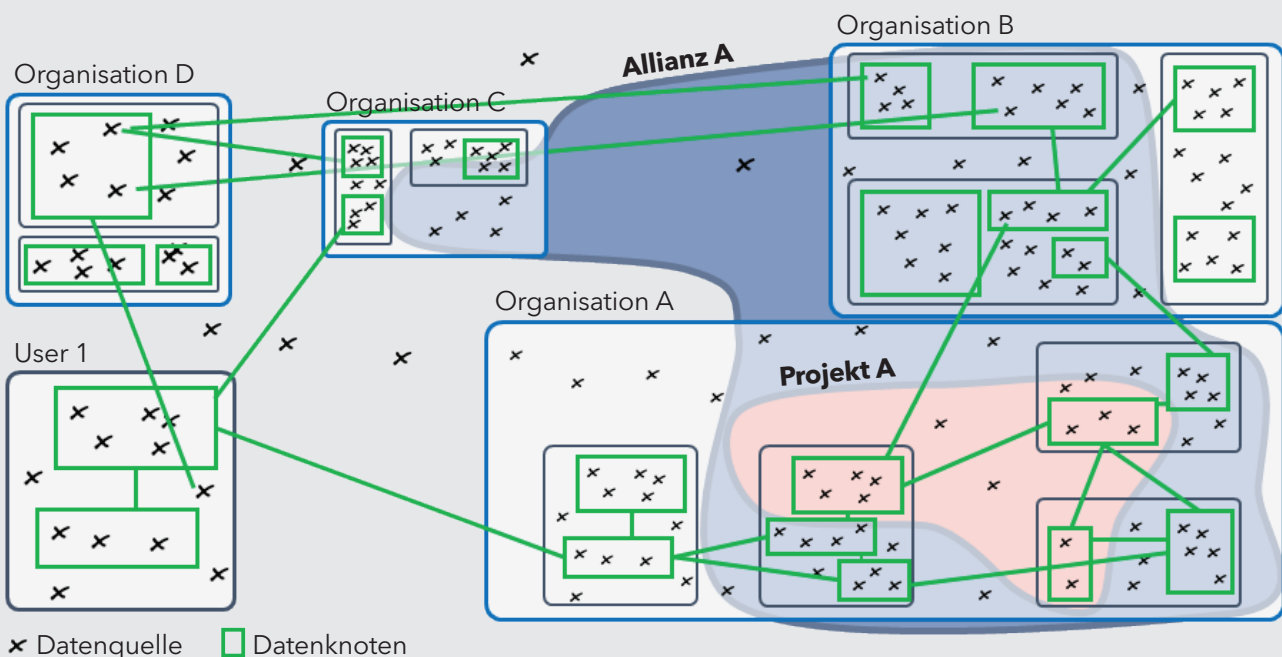 Organisation B
Allianz A
Organisation D
Organisation C
Organisation A
User 1
Projekt A
Datenquelle
Datenknoten